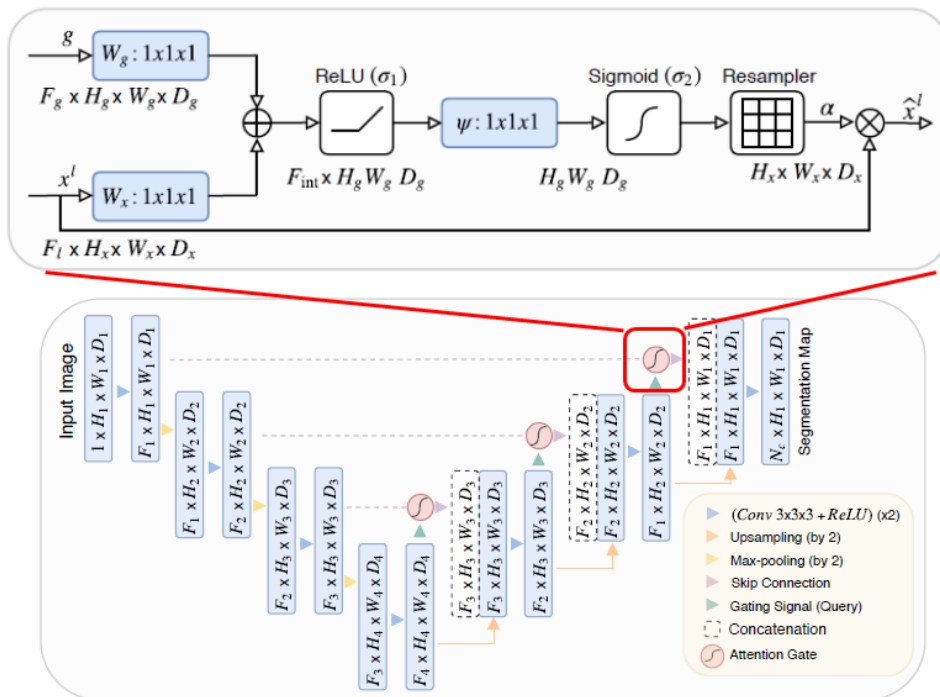 g
W_g : 1x1x1
F_g x H_g x W_g x D_g
x^l
W_x : 1x1x1
F_l x H_x x W_x x D_x
ReLU (σ_1)
F_int x H_g W_g D_g
ψ : 1x1x1
Sigmoid (σ_2)
H_g W_g D_g
Resampler
α
H_x x W_x x D_x
x̂^l
Input Image
1 x H_1 x W_1 x D_1
F_1 x H_1 x W_1 x D_1
F_1 x H_2 x W_2 x D_2
F_2 x H_2 x W_2 x D_2
F_2 x H_3 x W_3 x D_3
F_3 x H_3 x W_3 x D_3
F_3 x H_4 x W_4 x D_4
F_4 x H_4 x W_4 x D_4
F_3 x H_3 x W_3 x D_3
F_3 x H_3 x W_3 x D_3
F_2 x H_3 x W_3 x D_3
F_2 x H_2 x W_2 x D_2
F_2 x H_2 x W_2 x D_2
F_1 x H_2 x W_2 x D_2
F_1 x H_1 x W_1 x D_1
F_1 x H_1 x W_1 x D_1
N_c x H_1 x W_1 x D_1
Segmentation Map
(Conv 3x3x3 + ReLU) (x2)
Upsampling (by 2)
Max-pooling (by 2)
Skip Connection
Gating Signal (Query)
Concatenation
Attention Gate